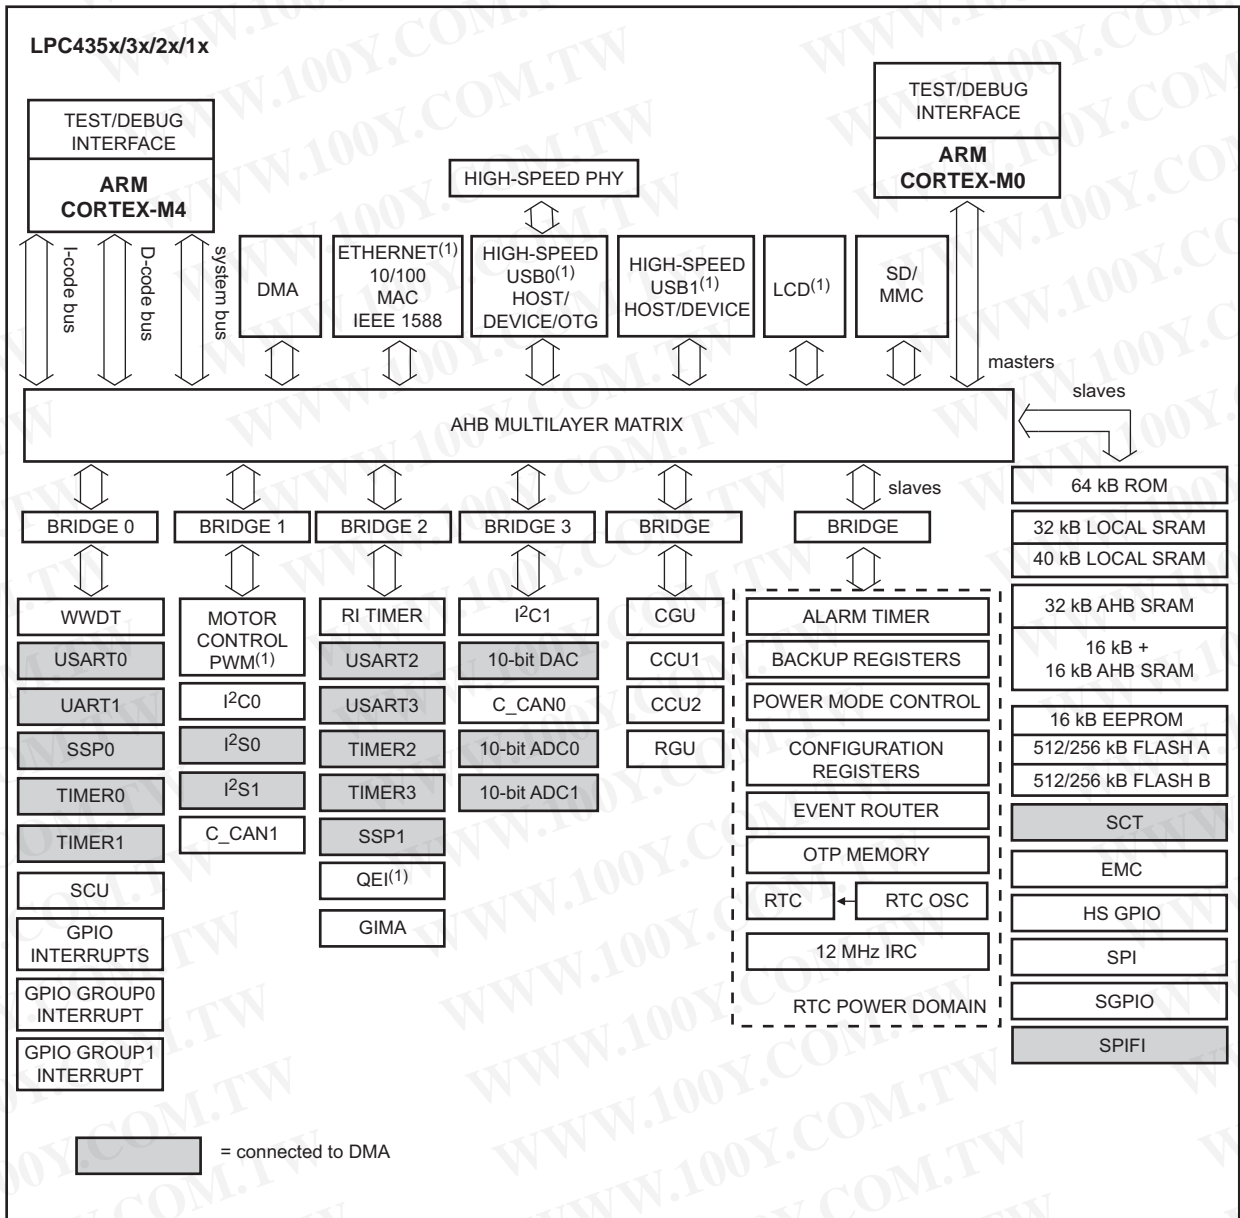 LPC435x/3x/2x/1x
TEST/DEBUG
INTERFACE
ARM
CORTEX-M4
TEST/DEBUG
INTERFACE
ARM
CORTEX-M0
HIGH-SPEED PHY
I-code bus
D-code bus
system bus
DMA
ETHERNET(1)
10/100
MAC
IEEE 1588
HIGH-SPEED
USB0(1)
HOST/
DEVICE/OTG
HIGH-SPEED
USB1(1)
HOST/DEVICE
LCD(1)
SD/
MMC
masters
slaves
AHB MULTILAYER MATRIX
slaves
BRIDGE 0
BRIDGE 1
BRIDGE 2
BRIDGE 3
BRIDGE
BRIDGE
WWDT
USART0
UART1
SSP0
TIMER0
TIMER1
SCU
GPIO
INTERRUPTS
GPIO GROUP0
INTERRUPT
GPIO GROUP1
INTERRUPT
MOTOR
CONTROL
PWM(1)
I2C0
I2S0
I2S1
C_CAN1
RI TIMER
USART2
USART3
TIMER2
TIMER3
SSP1
QEI(1)
GIMA
I2C1
10-bit DAC
C_CAN0
10-bit ADC0
10-bit ADC1
CGU
CCU1
CCU2
RGU
ALARM TIMER
BACKUP REGISTERS
POWER MODE CONTROL
CONFIGURATION
REGISTERS
EVENT ROUTER
OTP MEMORY
RTC
RTC OSC
12 MHz IRC
RTC POWER DOMAIN
64 kB ROM
32 kB LOCAL SRAM
40 kB LOCAL SRAM
32 kB AHB SRAM
16 kB +
16 kB AHB SRAM
16 kB EEPROM
512/256 kB FLASH A
512/256 kB FLASH B
SCT
EMC
HS GPIO
SPI
SGPIO
SPIFI
= connected to DMA
WWW.100Y.COM.TW